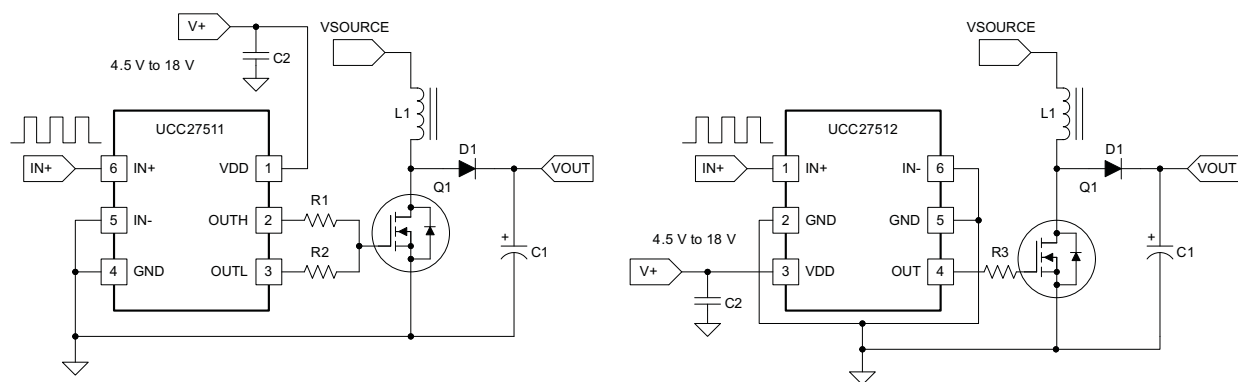 V+
C2
4.5 V to 18 V
VSOURCE
L1
UCC27511
IN+
6
IN+
VDD
1
D1
VOUT
Q1
5
IN-
OUTH
2
R1
R2
4
GND
OUTL
3
+
C1
VSOURCE
L1
UCC27512
IN+
1
IN+
IN-
6
D1
VOUT
Q1
2
GND
GND
5
4.5 V to 18 V
R3
V+
3
VDD
OUT
4
+
C1
C2